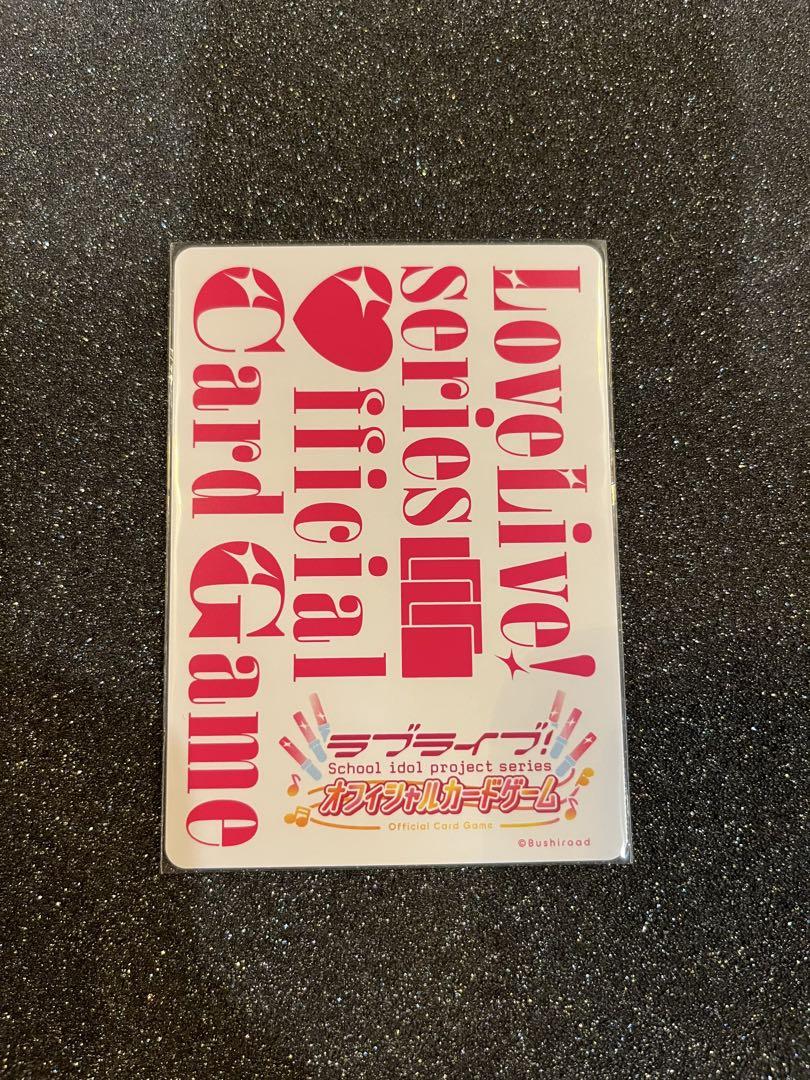 LoveLive!
series
Official
Card Game
ラブライブ!
School idol project series
オフィシャルカードゲーム
Official Card Game
©Bushiroad